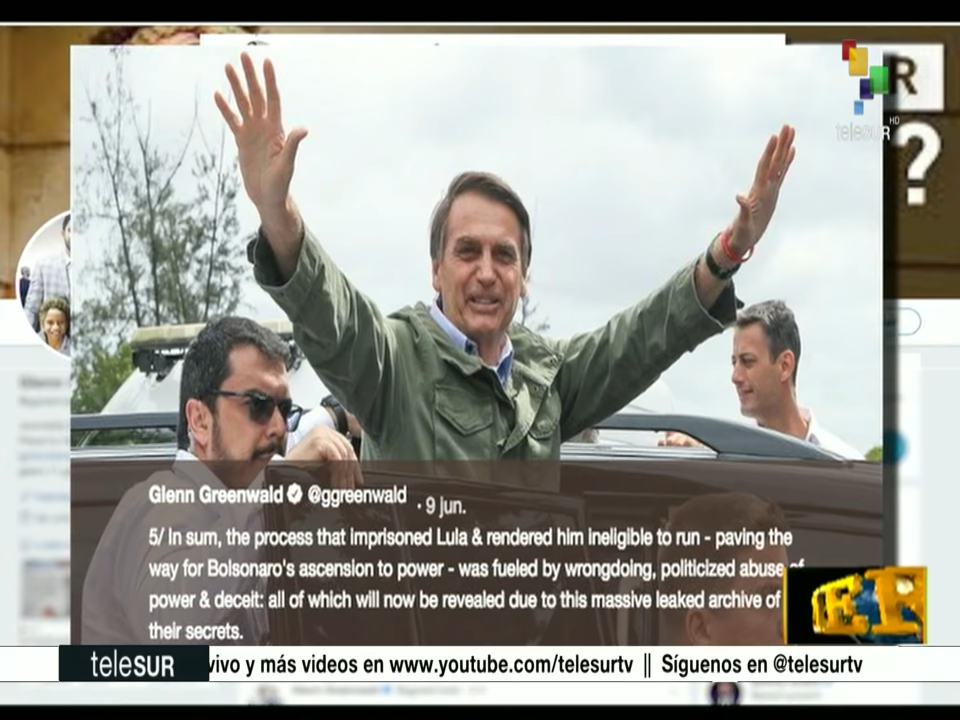 R
?
teleSUR HD
Glenn Greenwald @ggreenwald · 9 jun.
5/ In sum, the process that imprisoned Lula & rendered him ineligible to run - paving the
way for Bolsonaro's ascension to power - was fueled by wrongdoing, politicized abuse of
power & deceit: all of which will now be revealed due to this massive leaked archive of
their secrets.
teleSUR
vivo y más videos en www.youtube.com/telesurtv || Síguenos en @telesurtv